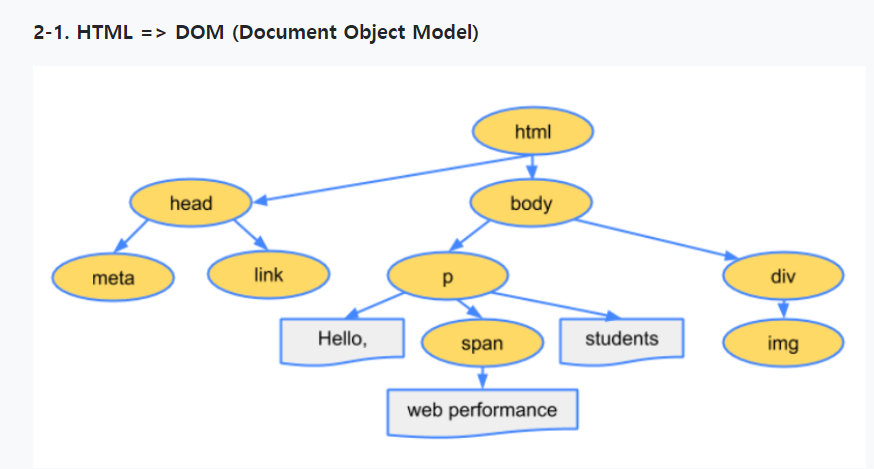 2-1. HTML => DOM (Document Object Model)
html
head
body
meta
link
p
div
Hello,
span
students
img
web performance